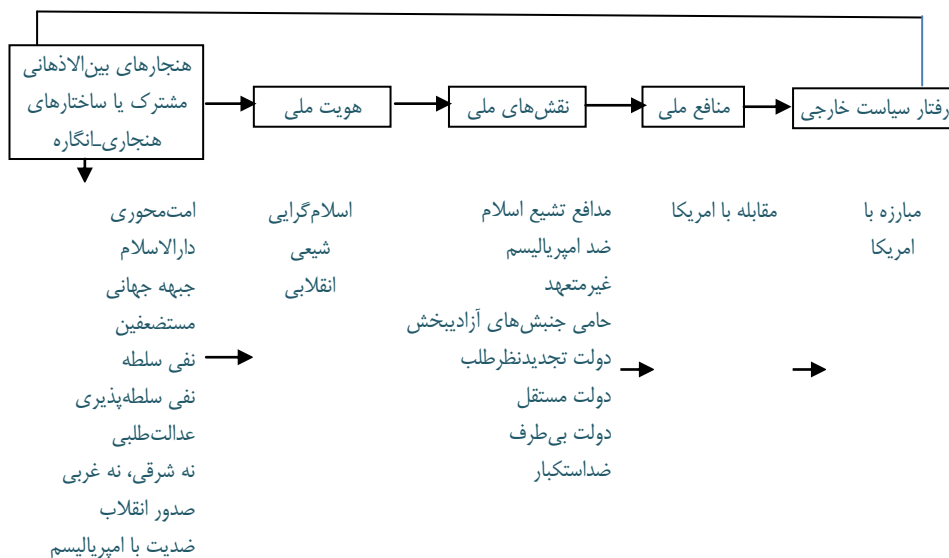 هنجارهای بین‌الاذهانی
مشترک یا ساختارهای
هنجاری‌ـانگاره
هویت ملی
نقش‌های ملی
منافع ملی
رفتار سیاست خارجی
امت‌محوری
دارالاسلام
جبهه جهانی
مستضعفین
نفی سلطه
نفی سلطه‌پذیری
عدالت‌طلبی
نه شرقی، نه غربی
صدور انقلاب
ضدیت با امپریالیسم
اسلام‌گرایی
شیعی
انقلابی
مدافع تشیع اسلام
ضد امپریالیسم
غیرمتعهد
حامی جنبش‌های آزادیبخش
دولت تجدیدنظرطلب
دولت مستقل
دولت بی‌طرف
ضداستکبار
مقابله با امریکا
مبارزه با
امریکا